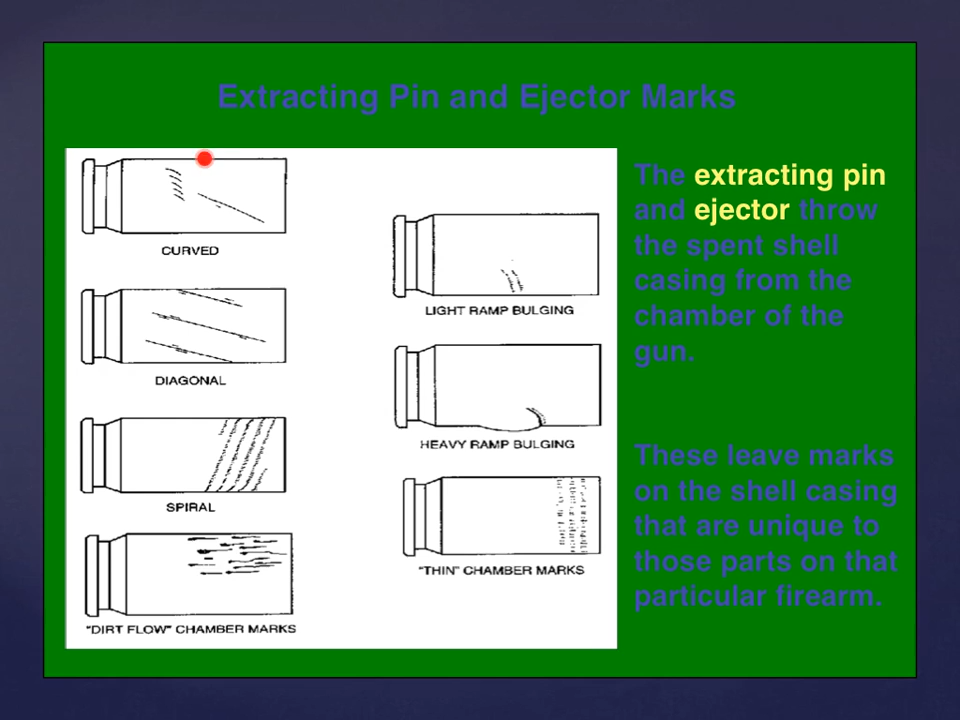 Extracting Pin and Ejector Marks
CURVED
DIAGONAL
SPIRAL
"DIRT FLOW" CHAMBER MARKS
LIGHT RAMP BULGING
HEAVY RAMP BULGING
"THIN" CHAMBER MARKS
The extracting pin
and ejector throw
the spent shell
casing from the
chamber of the
gun.
These leave marks
on the shell casing
that are unique to
those parts on that
particular firearm.